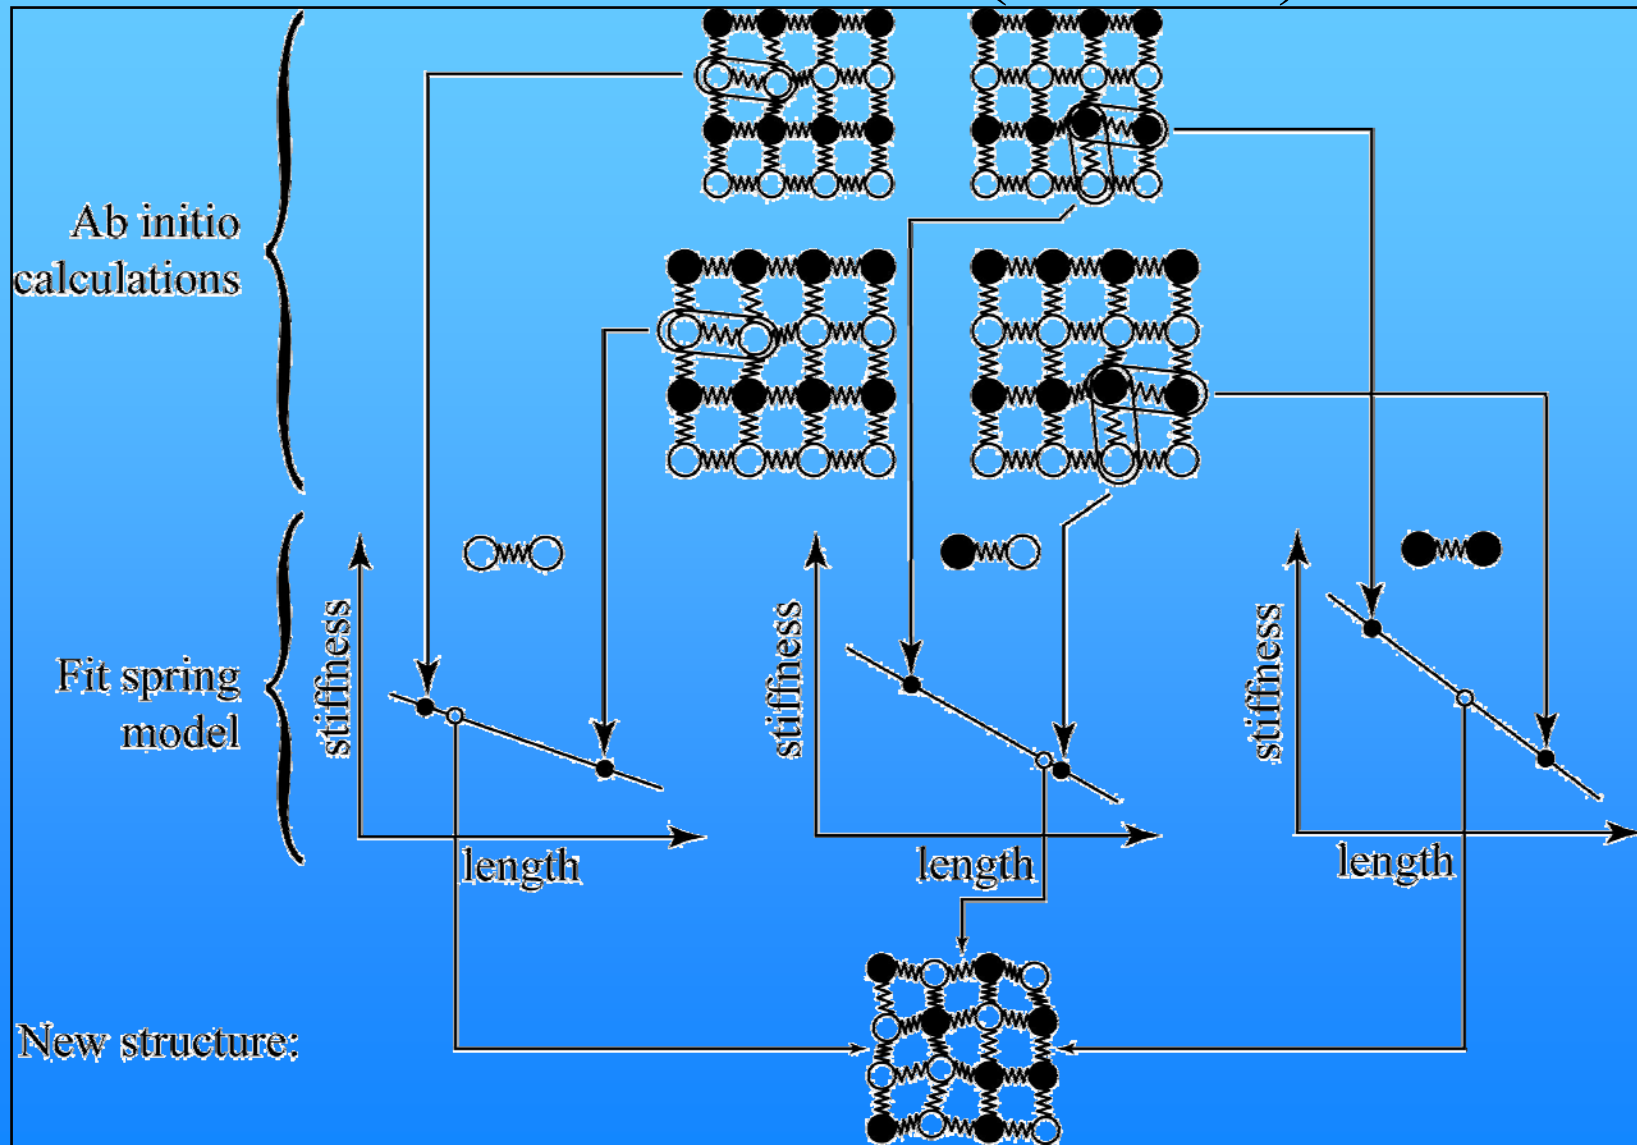 Ab initio
calculations
Fit spring
model
stiffness
length
stiffness
length
stiffness
length
New structure: